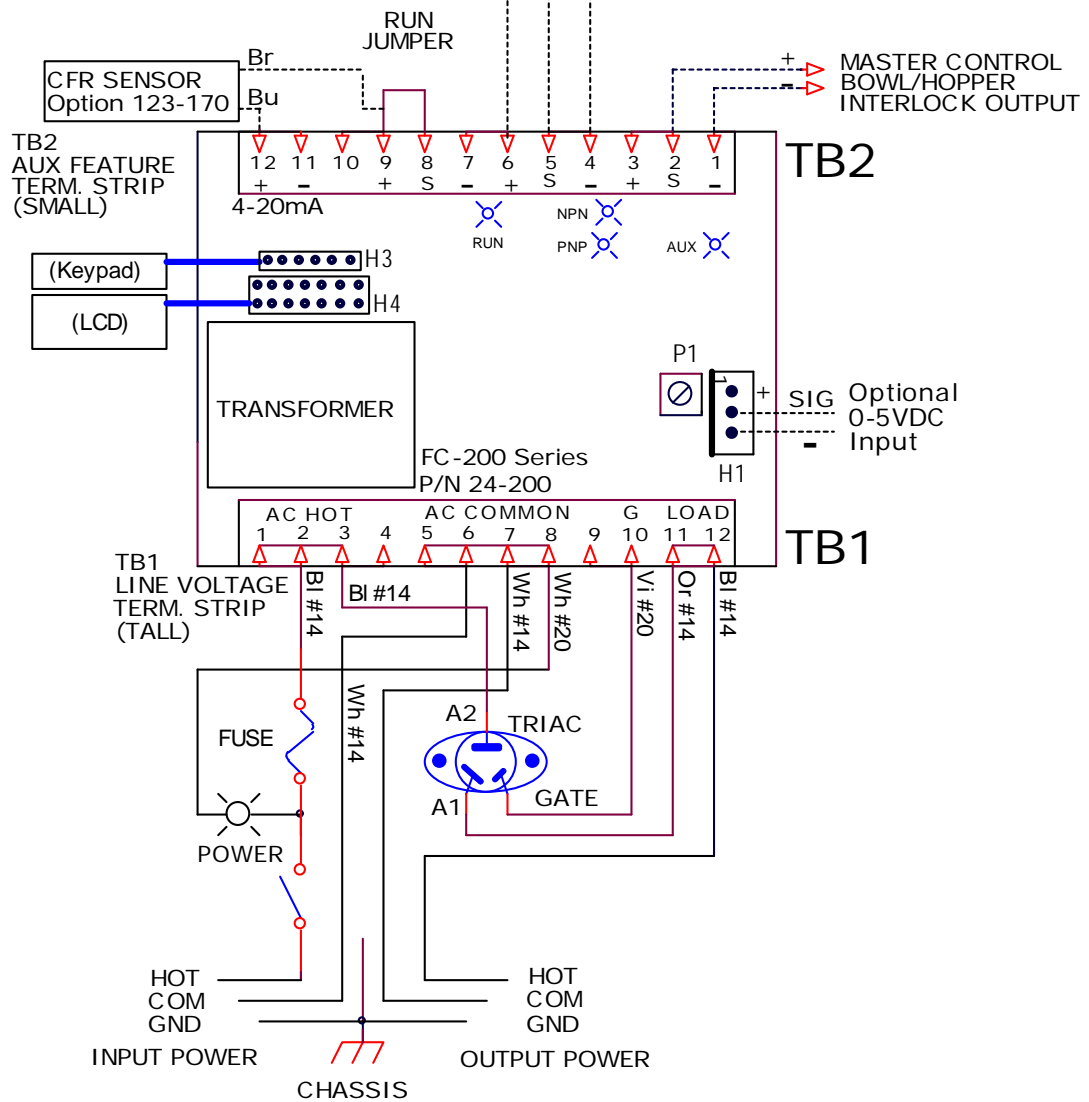 RUN
JUMPER
Br
CFR SENSOR
Option 123-170
Bu
+ MASTER CONTROL
- BOWL/HOPPER
INTERLOCK OUTPUT
TB2
AUX FEATURE
TERM. STRIP
(SMALL)
12 11 10 9 8 7 6 5 4 3 2 1
+ - + S - + S - + S -
TB2
4-20mA
RUN
NPN
PNP
AUX
(Keypad)
H3
(LCD)
H4
TRANSFORMER
P1
1
+
SIG
-
Optional
0-5VDC
Input
H1
FC-200 Series
P/N 24-200
AC HOT AC COMMON G LOAD
1 2 3 4 5 6 7 8 9 10 11 12
TB1
TB1
LINE VOLTAGE
TERM. STRIP
(TALL)
Bl #14
Bl #14
Wh #14
Wh #14
Wh #20
Vi #20
Or #14
Bl #14
FUSE
A2
TRIAC
A1
GATE
POWER
HOT
COM
GND
INPUT POWER
HOT
COM
GND
OUTPUT POWER
CHASSIS